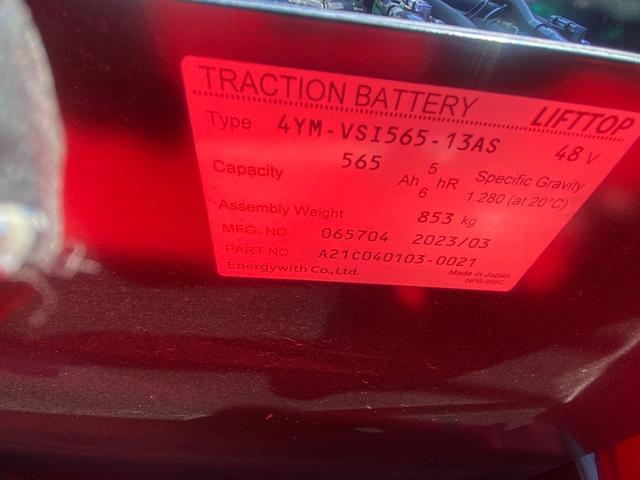 TRACTION BATTERY LIFTTOP
Type 4YM-VSI565-13AS 48 V
Capacity 565 Ah 5 hR Specific Gravity
6 1.280 (at 20°C)
Assembly Weight 853 kg
MFG. NO. 065704 2023/03
PART NO. A21C040103-0021
Energywith Co.,Ltd. Made in Japan
NPB-908C